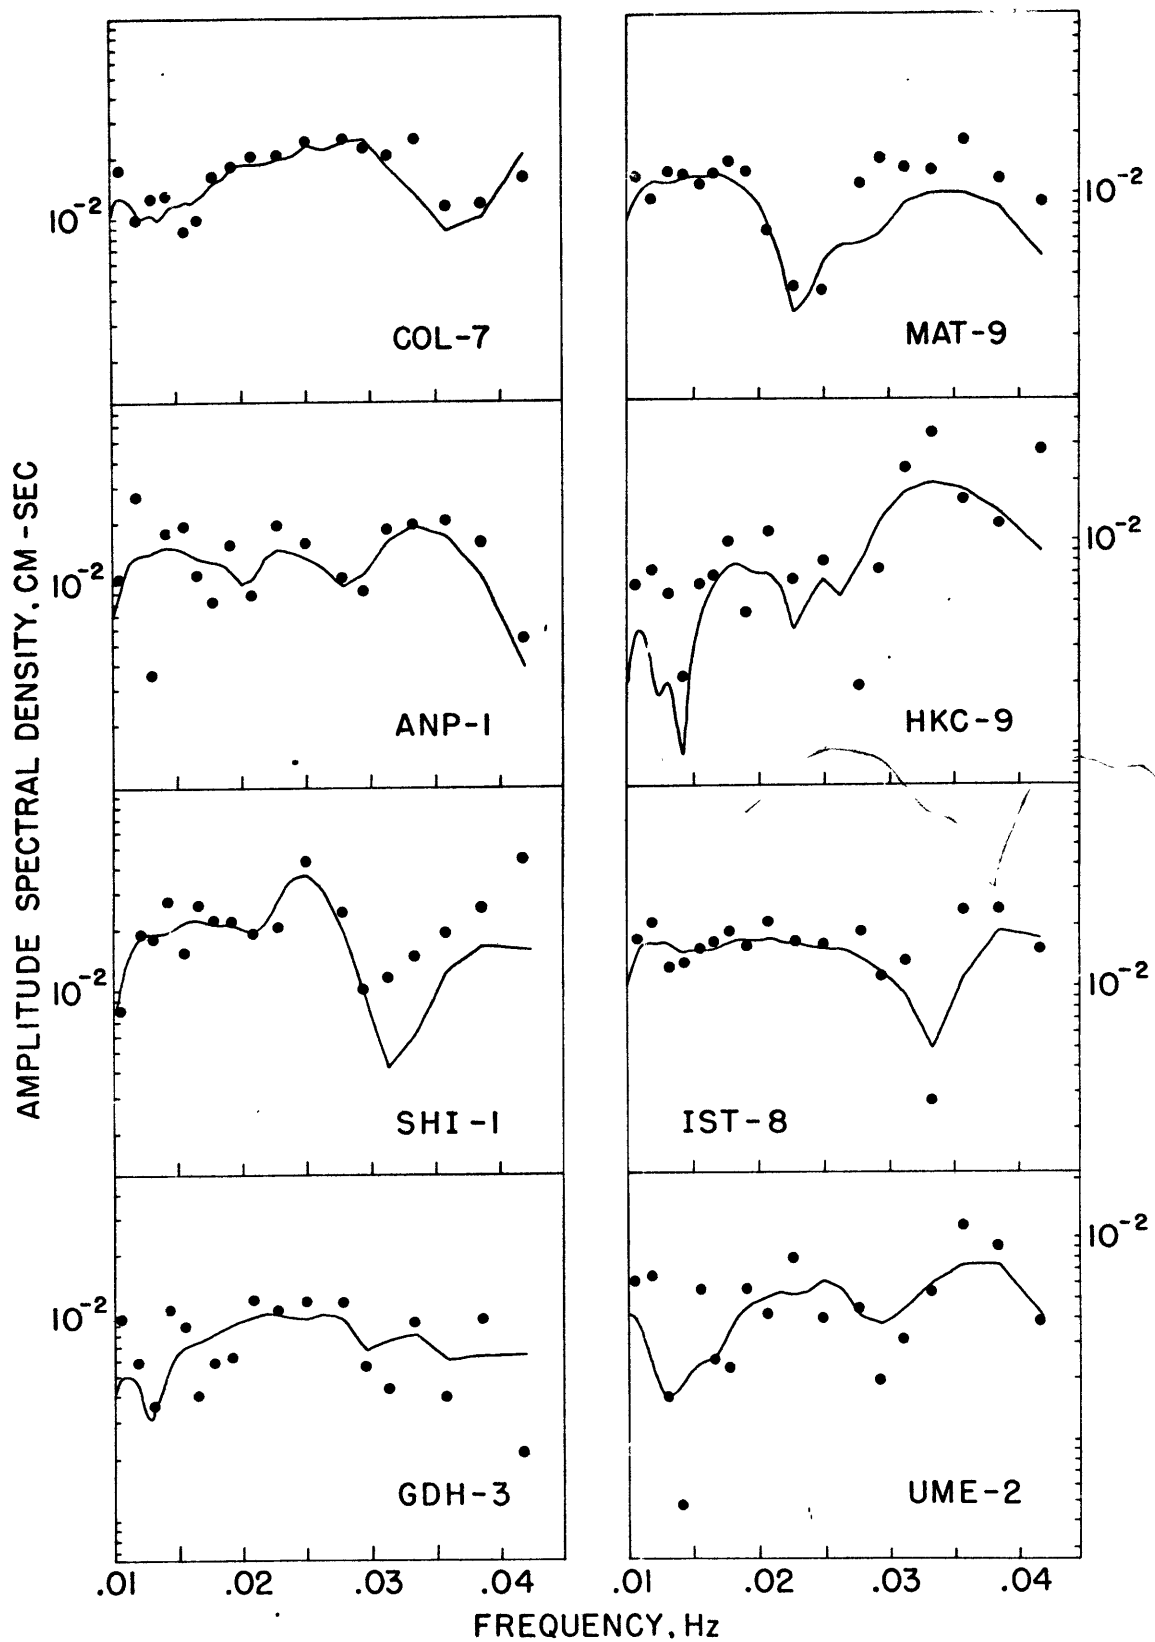 10-2
COL-7
10-2
MAT-9
10-2
ANP-1
10-2
HKC-9
10-2
SHI-1
10-2
IST-8
10-2
GDH-3
10-2
UME-2
.01 .02 .03 .04
.01 .02 .03 .04
AMPLITUDE SPECTRAL DENSITY, CM-SEC
FREQUENCY, Hz